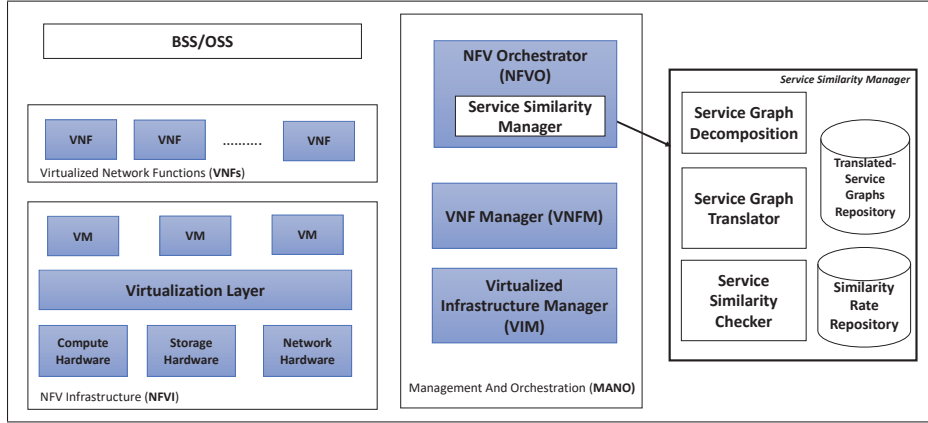 BSS/OSS
VNF
VNF
..........
VNF
Virtualized Network Functions (VNFs)
VM
VM
VM
Virtualization Layer
Compute
Hardware
Storage
Hardware
Network
Hardware
NFV Infrastructure (NFVI)
NFV Orchestrator
(NFVO)
Service Similarity
Manager
VNF Manager (VNFM)
Virtualized
Infrastructure Manager
(VIM)
Management And Orchestration (MANO)
Service Similarity Manager
Service Graph
Decomposition
Service Graph
Translator
Service
Similarity
Checker
Translated-
Service
Graphs
Repository
Similarity
Rate
Repository